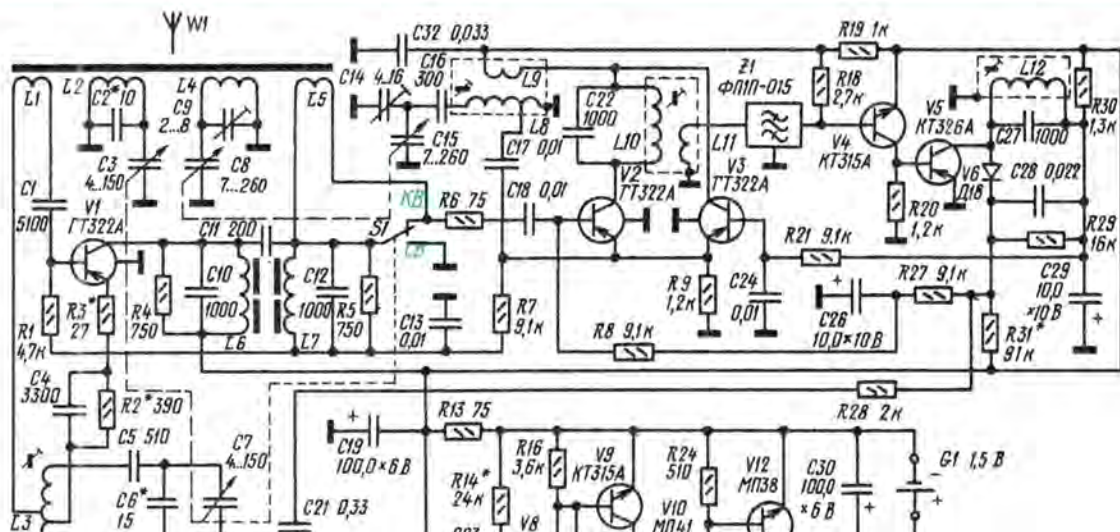 W1
C32 0,033
R19 1к
L1
L2
C2* 10
L4
C9
2...8
L5
C14
4..16
C16
300
L9
L8
C22
1000
L10
L11
Z1
ФП1П-015
R18
2,7к
V4
КТ315А
V5
КТ326А
L12
C27
1000
R30
1,3к
C3
4...150
C8
7...260
C15
7..260
C17
0,01
V2
ГТ322А
V3
ГТ322А
V6
Д18
C28 0,022
C1
5100
V1
ГТ322А
C11 200
КВ
S1
СВ
R6 75
C18 0,01
R20
1,2к
R29
16к
R21 9,1к
R27 9,1к
R1
4,7к
R3*
27
R4
750
C10
1000
L6
L7
C12
1000
R5
750
C13
0,01
R7
9,1к
R9
1,2к
C24
0,01
R8 9,1к
C26
10,0×10В
+
R31*
91к
C29
10,0
×10В
+
C4
3300
R2* 390
C5 510
C6*
15
C7
4...150
L3
C21 0,33
+
C19
100,0×6В
R13 75
R14*
24к
R16
3,6к
V9
КТ315А
V8
V10
МП41
R24
510
V12
МП38
R28 2к
C30
100,0
×6В
+
G1 1,5 В
−
+